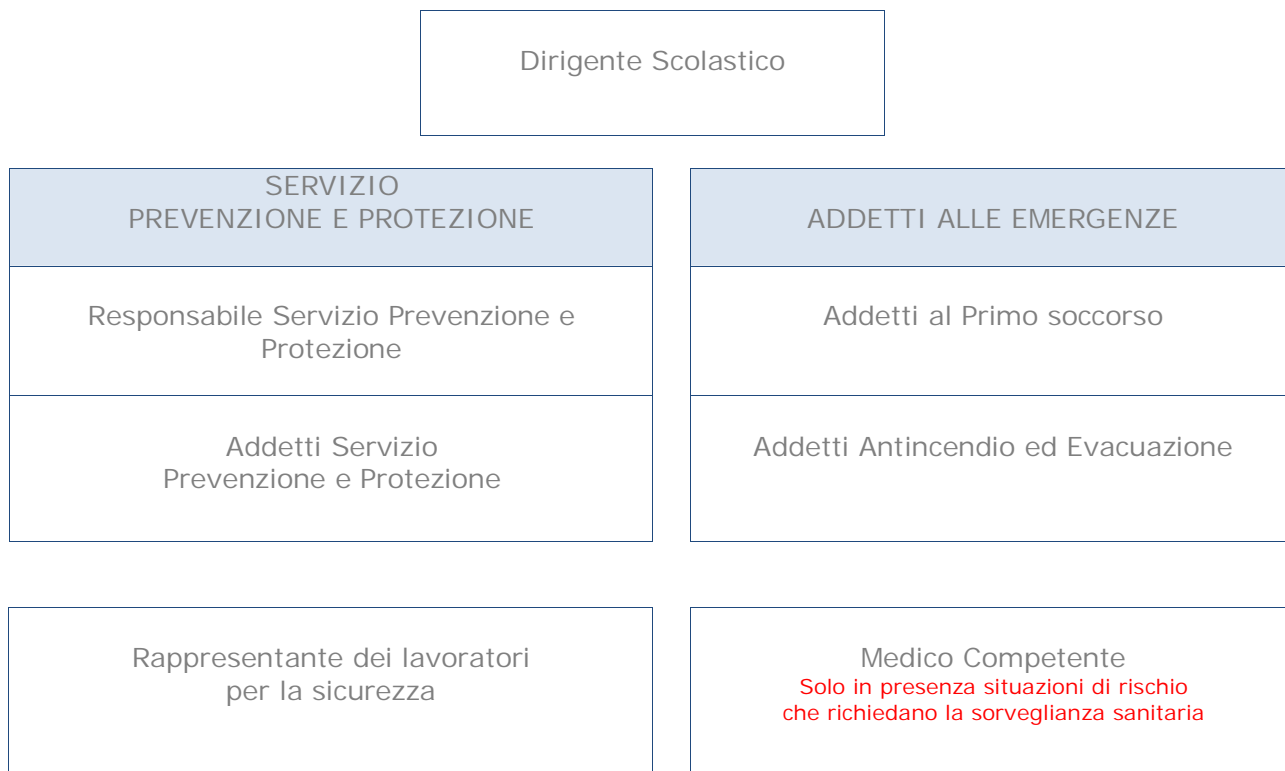 Dirigente Scolastico
SERVIZIO
PREVENZIONE E PROTEZIONE
Responsabile Servizio Prevenzione e
Protezione
Addetti Servizio
Prevenzione e Protezione
ADDETTI ALLE EMERGENZE
Addetti al Primo soccorso
Addetti Antincendio ed Evacuazione
Rappresentante dei lavoratori
per la sicurezza
Medico Competente
Solo in presenza situazioni di rischio
che richiedano la sorveglianza sanitaria